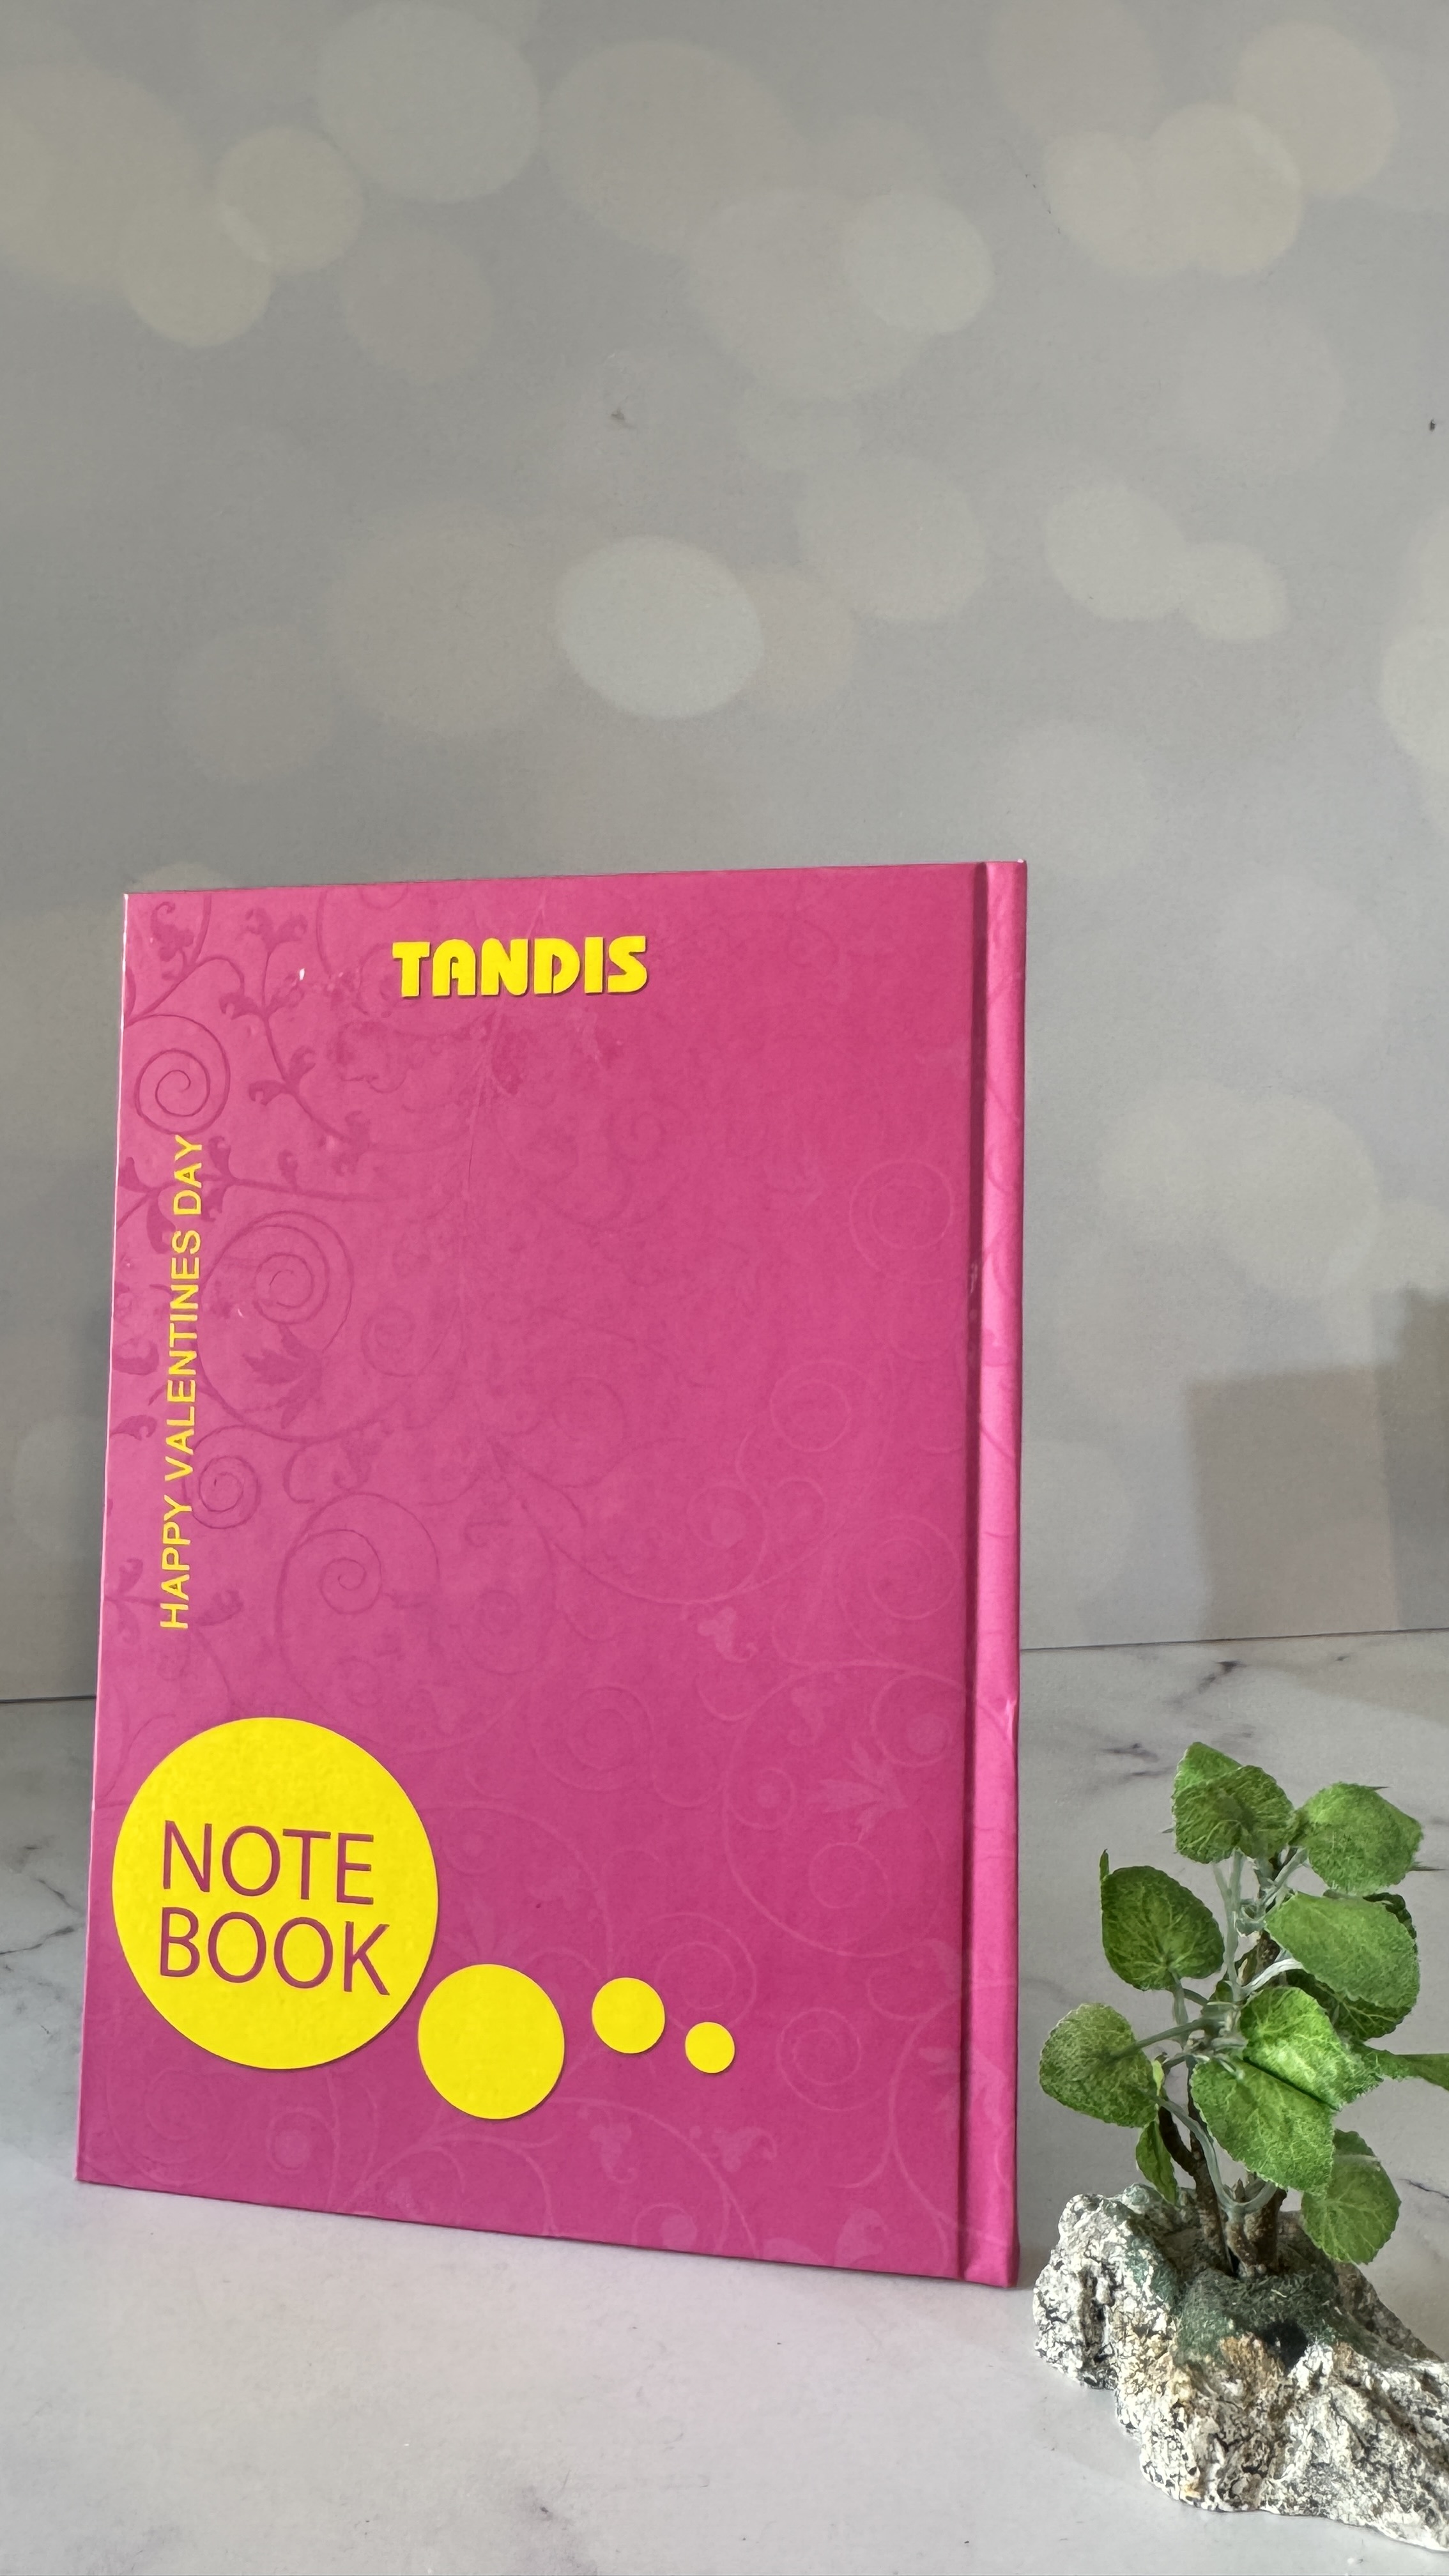 TANDIS
HAPPY VALENTINES DAY
NOTE
BOOK